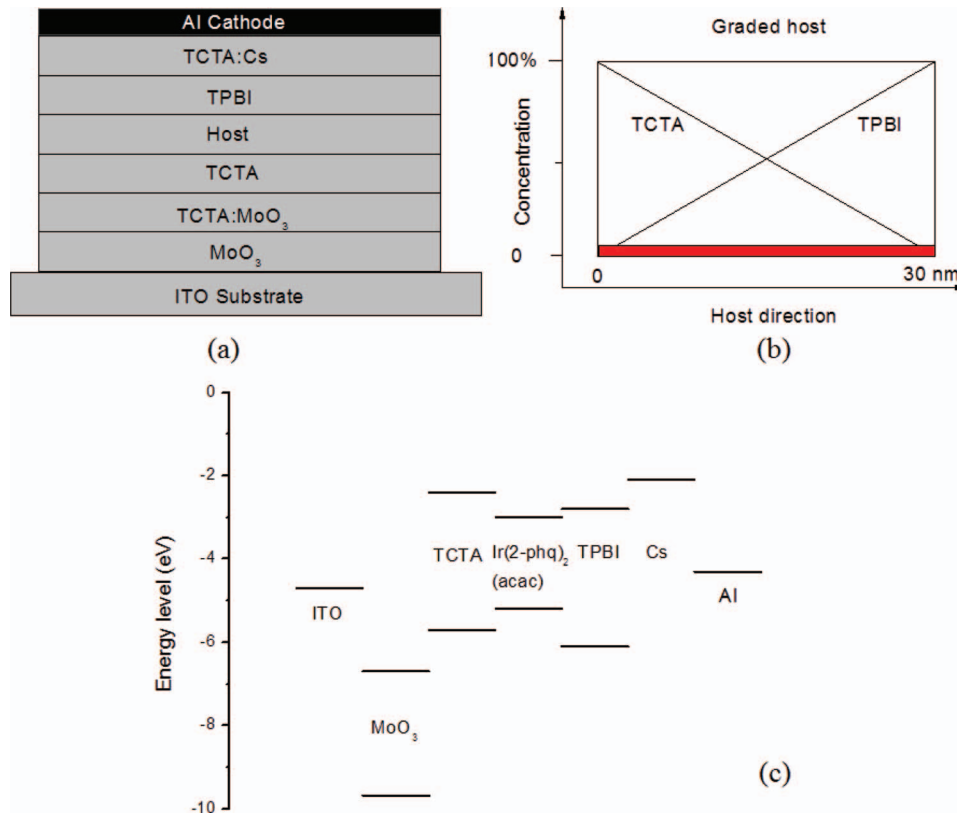 Al Cathode
TCTA:Cs
TPBI
Host
TCTA
TCTA:MoO3
MoO3
ITO Substrate
(a)
Graded host
100%
TCTA
TPBI
Concentration
0
0
30 nm
Host direction
(b)
0
-2
-4
-6
-8
-10
Energy level (eV)
ITO
MoO3
TCTA
Ir(2-phq)2
(acac)
TPBI
Cs
Al
(c)